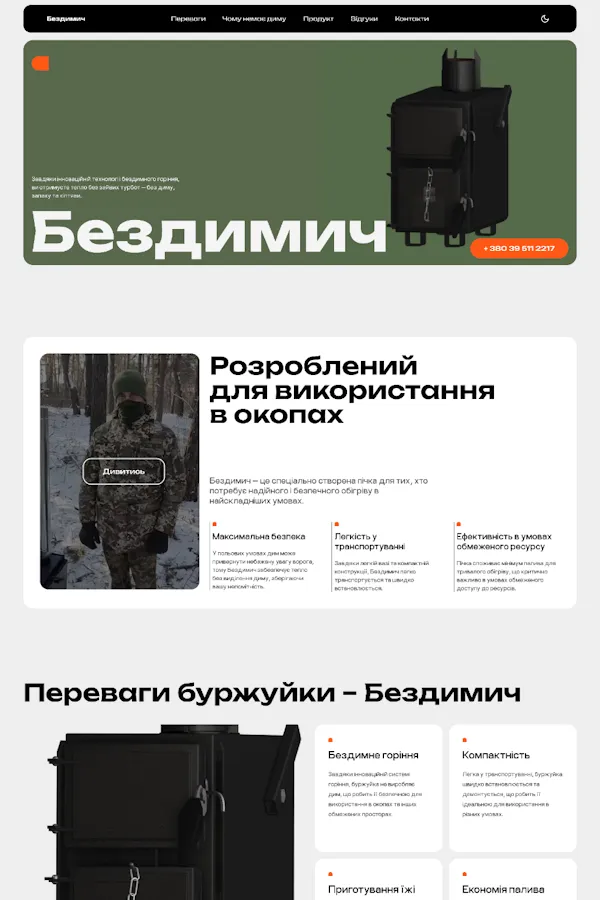 Бездимич
Переваги
Чому немає диму
Продукт
Відгуки
Контакти
Завдяки інноваційній технології бездимного горіння,
ви отримуєте тепло без зайвих турбот — без диму,
запаху та кіптяви.
Бездимич
+ 380 39 511 2217
Дивитись
Розроблений
для використання
в окопах
Бездимич — це спеціально створена пічка для тих, хто
потребує надійного і безпечного обігріву в
найскладніших умовах.
Максимальна безпека
У польових умовах дим може
привернути небажану увагу ворога,
тому Бездимич забезпечує тепло
без виділення диму, зберігаючи
вашу непомітність.
Легкість у
транспортуванні
Завдяки легкій вазі та компактній
конструкції, Бездимич легко
транспортується та швидко
встановлюється.
Ефективність в умовах
обмеженого ресурсу
Пічка споживає мінімум палива для
тривалого обігріву, що критично
важливо в умовах обмеженого
доступу до ресурсів.
Переваги буржуйки – Бездимич
Бездимне горіння
Завдяки інноваційній системі
горіння, буржуйка не виробляє
дим, що робить її безпечною для
використання в окопах та інших
обмежених просторах.
Компактність
Легка у транспортуванні, буржуйка
швидко встановлюється та
демонтується, що робить її
ідеальною для використання в
різних умовах.
Приготування їжі
Економія палива